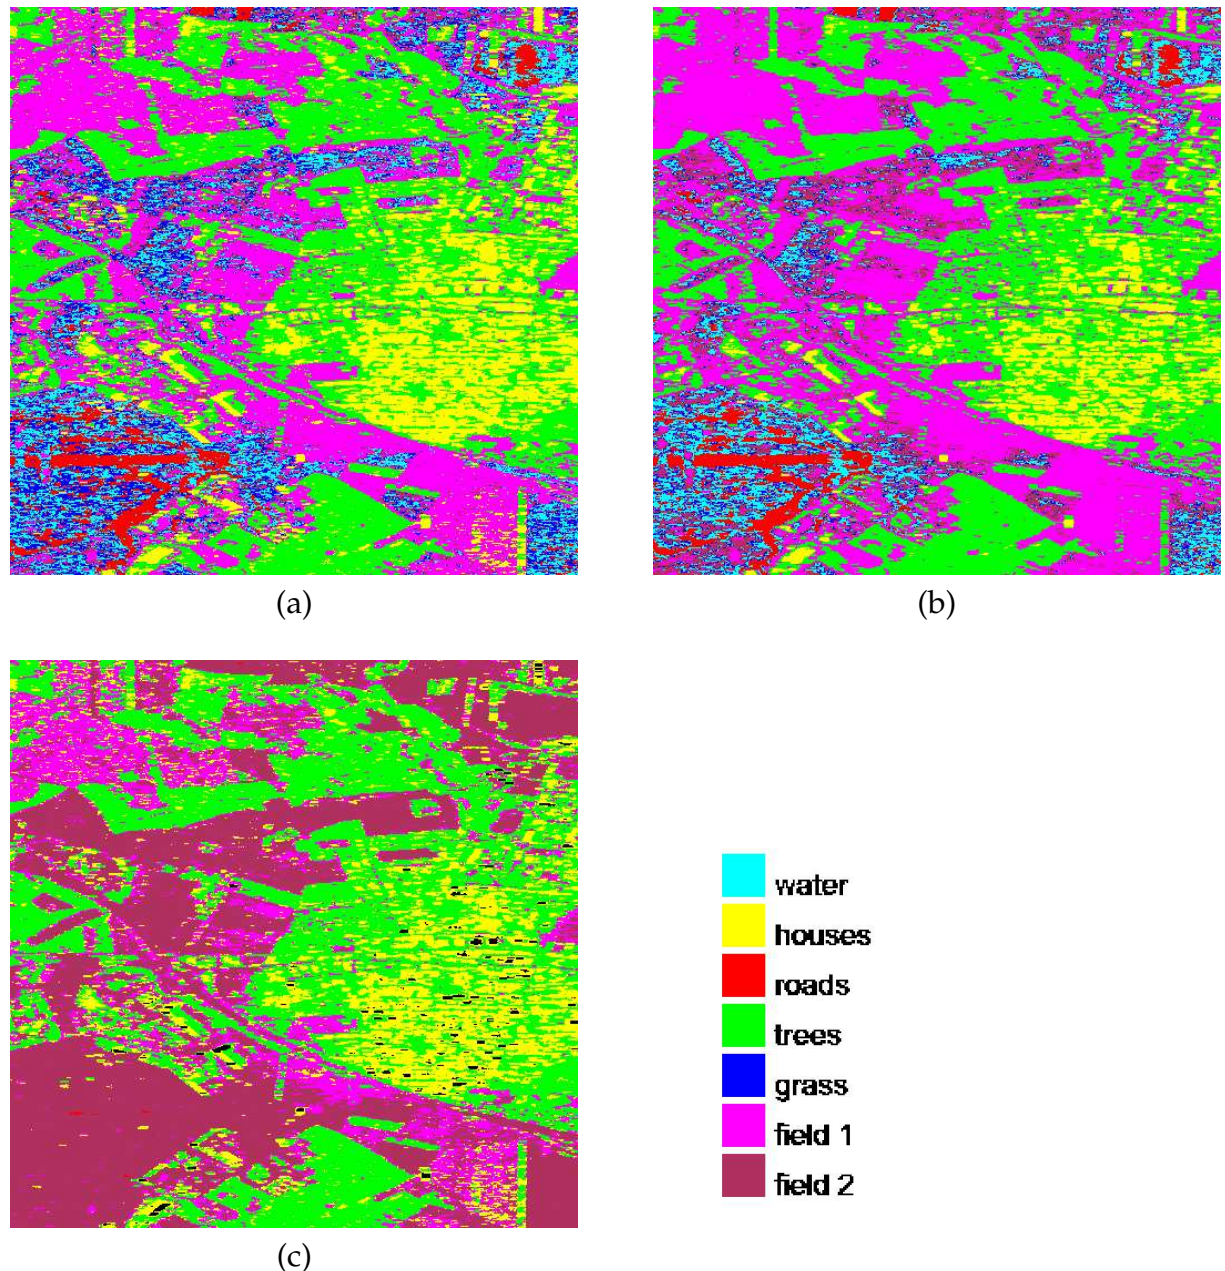 (a)
(b)
water
houses
roads
trees
grass
field 1
field 2
(c)